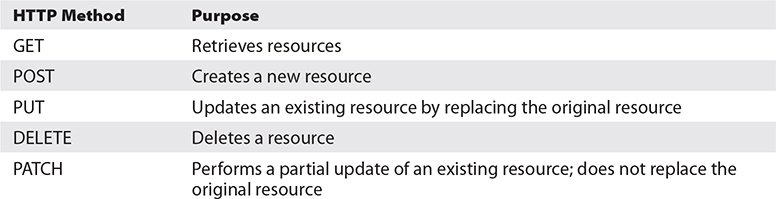 HTTP Method Purpose
GET Retrieves resources
POST Creates a new resource
PUT Updates an existing resource by replacing the original resource
DELETE Deletes a resource
PATCH Performs a partial update of an existing resource; does not replace the
original resource